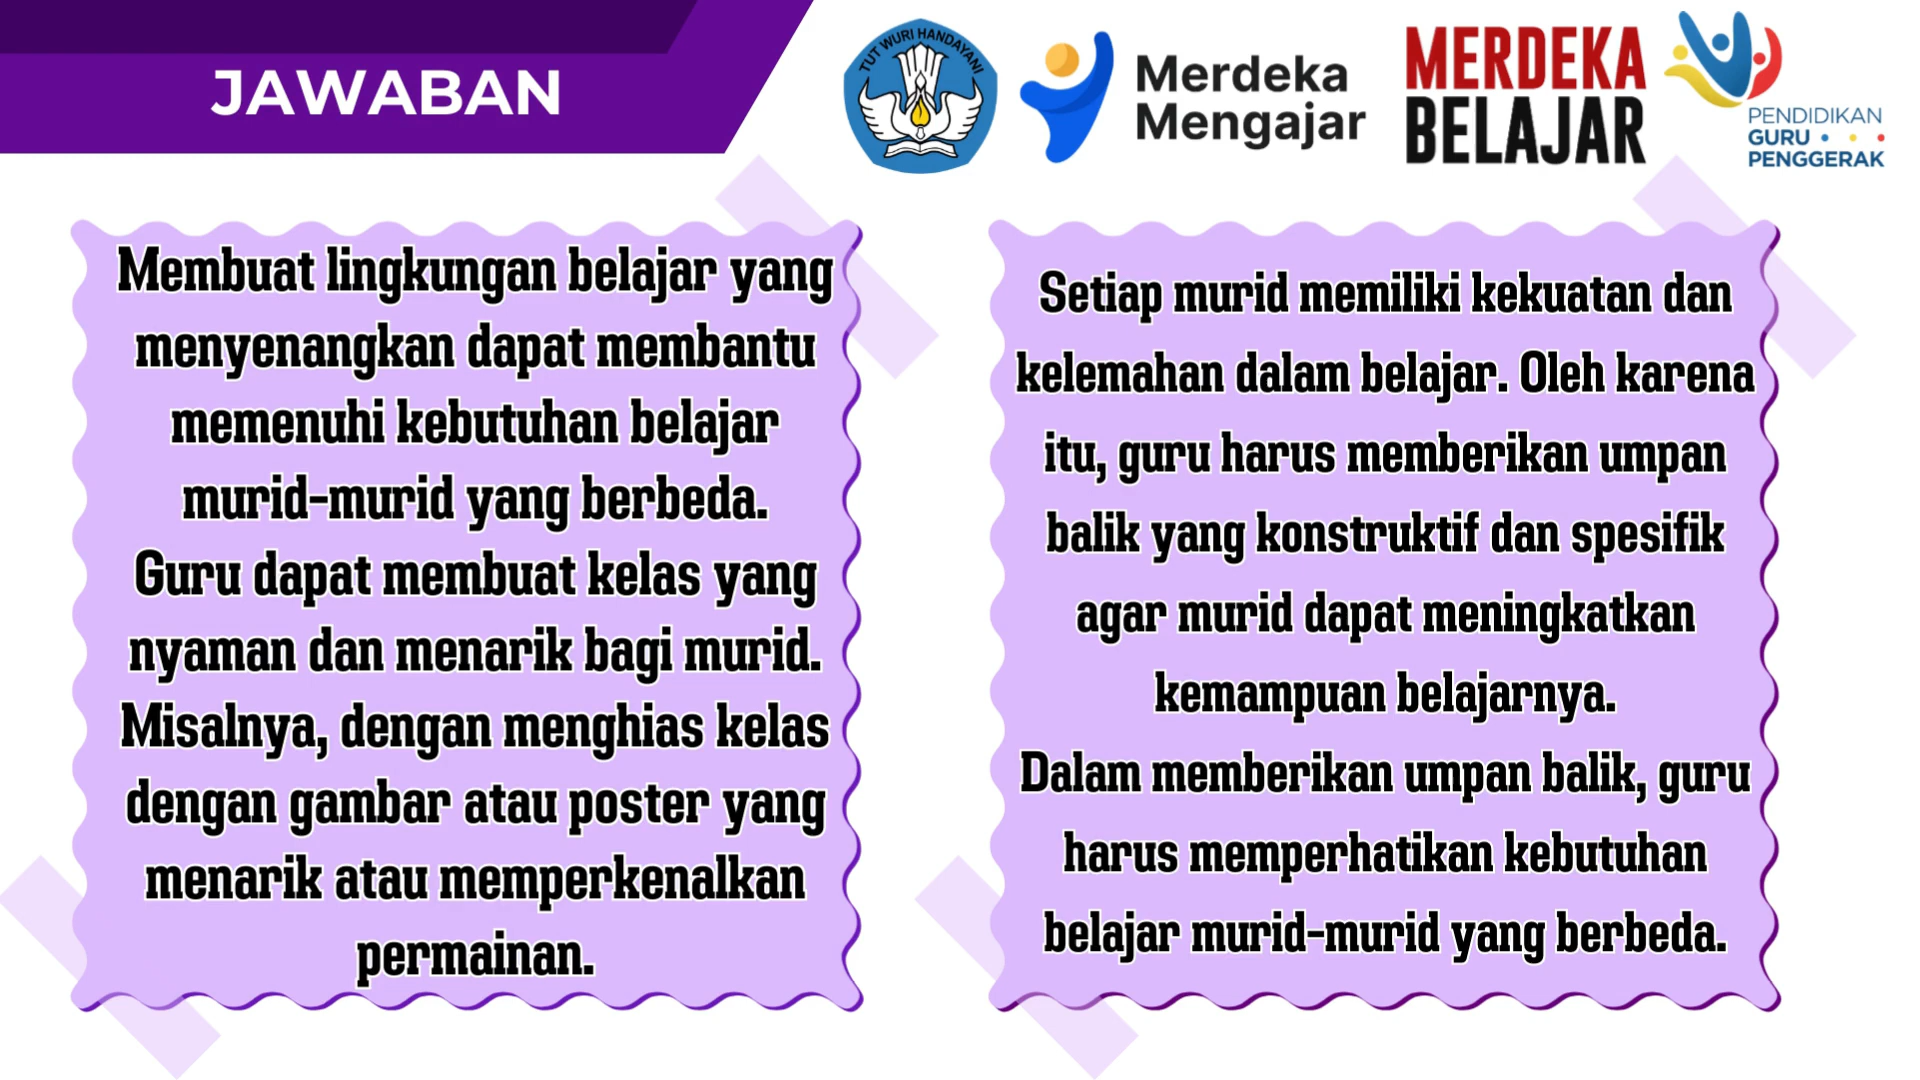 JAWABAN
TUT WURI HANDAYANI
Merdeka
Mengajar
MERDEKA
BELAJAR
PENDIDIKAN
GURU
PENGGERAK
Membuat lingkungan belajar yang
menyenangkan dapat membantu
memenuhi kebutuhan belajar
murid-murid yang berbeda.
Guru dapat membuat kelas yang
nyaman dan menarik bagi murid.
Misalnya, dengan menghias kelas
dengan gambar atau poster yang
menarik atau memperkenalkan
permainan.
Setiap murid memiliki kekuatan dan
kelemahan dalam belajar. Oleh karena
itu, guru harus memberikan umpan
balik yang konstruktif dan spesifik
agar murid dapat meningkatkan
kemampuan belajarnya.
Dalam memberikan umpan balik, guru
harus memperhatikan kebutuhan
belajar murid-murid yang berbeda.